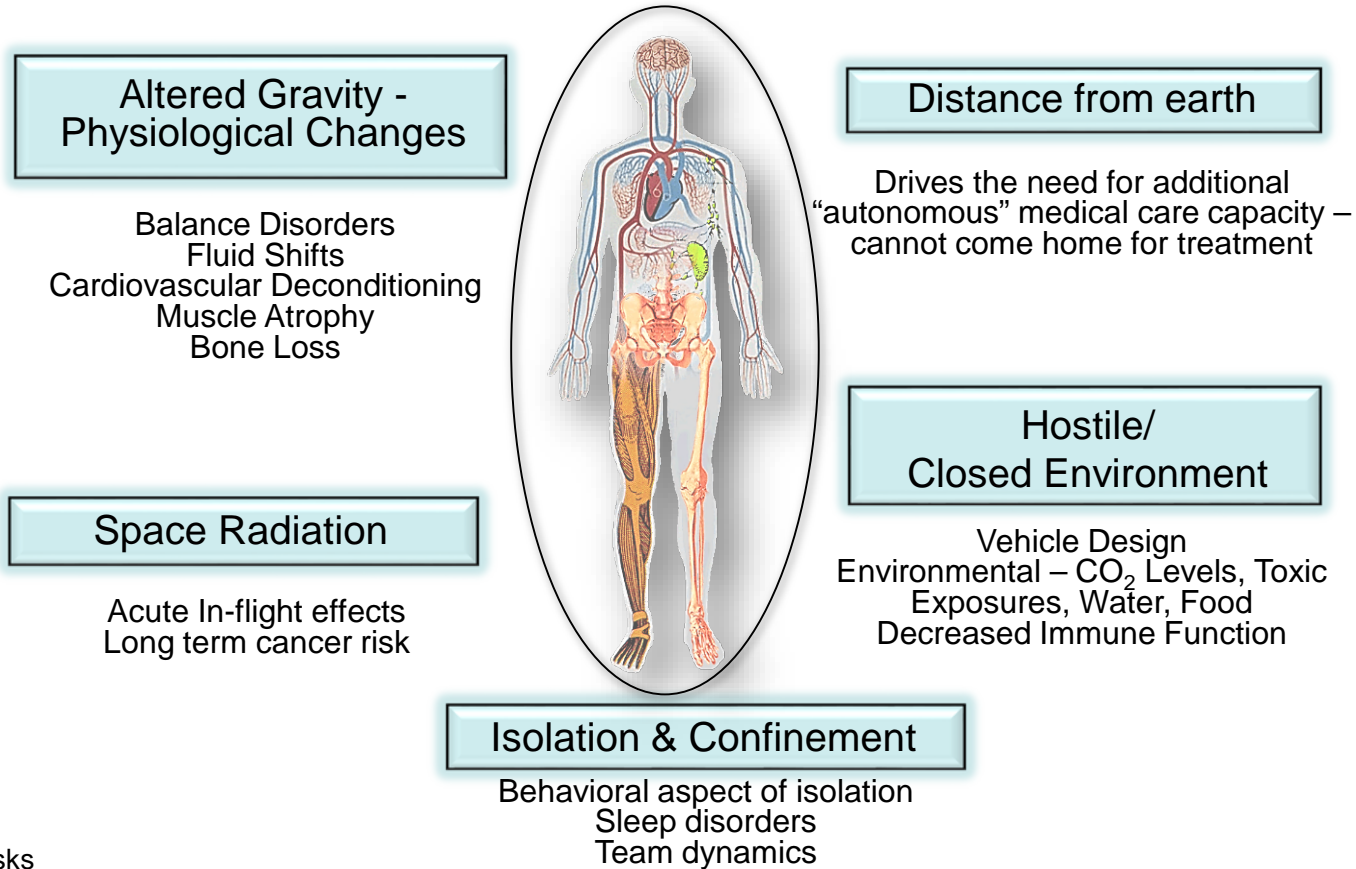 Altered Gravity -
Physiological Changes
Balance Disorders
Fluid Shifts
Cardiovascular Deconditioning
Muscle Atrophy
Bone Loss
Space Radiation
Acute In-flight effects
Long term cancer risk
Distance from earth
Drives the need for additional
“autonomous” medical care capacity –
cannot come home for treatment
Hostile/
Closed Environment
Vehicle Design
Environmental – CO₂ Levels, Toxic
Exposures, Water, Food
Decreased Immune Function
Isolation & Confinement
Behavioral aspect of isolation
Sleep disorders
Team dynamics
sks